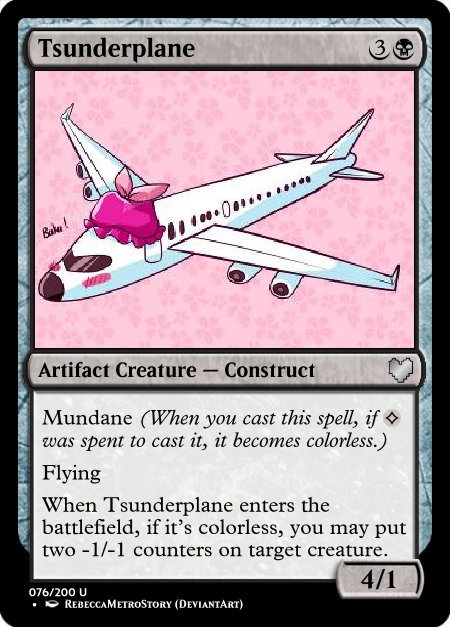 Tsunderplane 3
Baka!
Artifact Creature — Construct
Mundane (When you cast this spell, if
was spent to cast it, it becomes colorless.)
Flying
When Tsunderplane enters the
battlefield, if it's colorless, you may put
two -1/-1 counters on target creature.
4/1
076/200 U
• RebeccaMetroStory (DeviantArt)